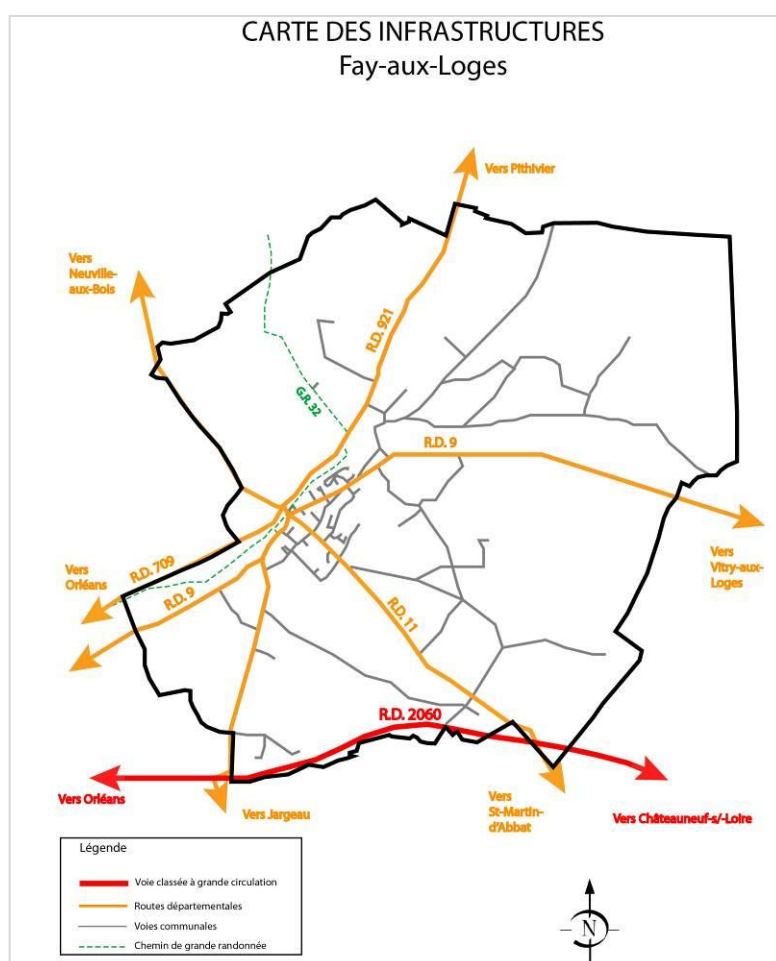 CARTE DES INFRASTRUCTURES
Fay-aux-Loges
Vers Pithivier
Vers
Neuville-
aux-Bois
R.D. 921
G.R. 32
R.D. 9
Vers
Orléans
R.D. 709
R.D. 9
Vers
Vitry-aux-
Loges
R.D. 11
R.D. 2060
Vers Orléans
Vers Jargeau
Vers
St-Martin-
d'Abbat
Vers Châteauneuf-s/-Loire
Légende
Voie classée à grande circulation
Routes départementales
Voies communales
Chemin de grande randonnée
N